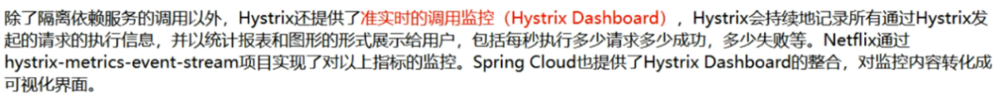 除了隔离依赖服务的调用以外，Hystrix还提供了准实时的调用监控（Hystrix Dashboard），Hystrix会持续地记录所有通过Hystrix发
起的请求的执行信息，并以统计报表和图形的形式展示给用户，包括每秒执行多少请求多少成功，多少失败等。Netflix通过
hystrix-metrics-event-stream项目实现了对以上指标的监控。Spring Cloud也提供了Hystrix Dashboard的整合，对监控内容转化成
可视化界面。